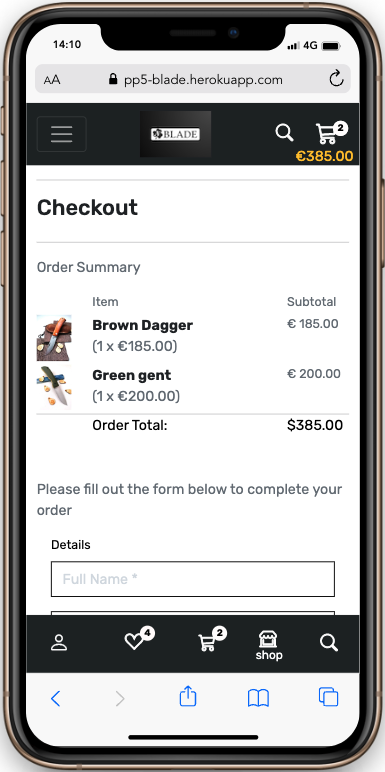 14:10
4G
AA pp5-blade.herokuapp.com
BLADE
2
€385.00
Checkout
Order Summary
Item Subtotal
Brown Dagger € 185.00
(1 x €185.00)
Green gent € 200.00
(1 x €200.00)
Order Total: $385.00
Please fill out the form below to complete your
order
Details
Full Name *
4 2
shop